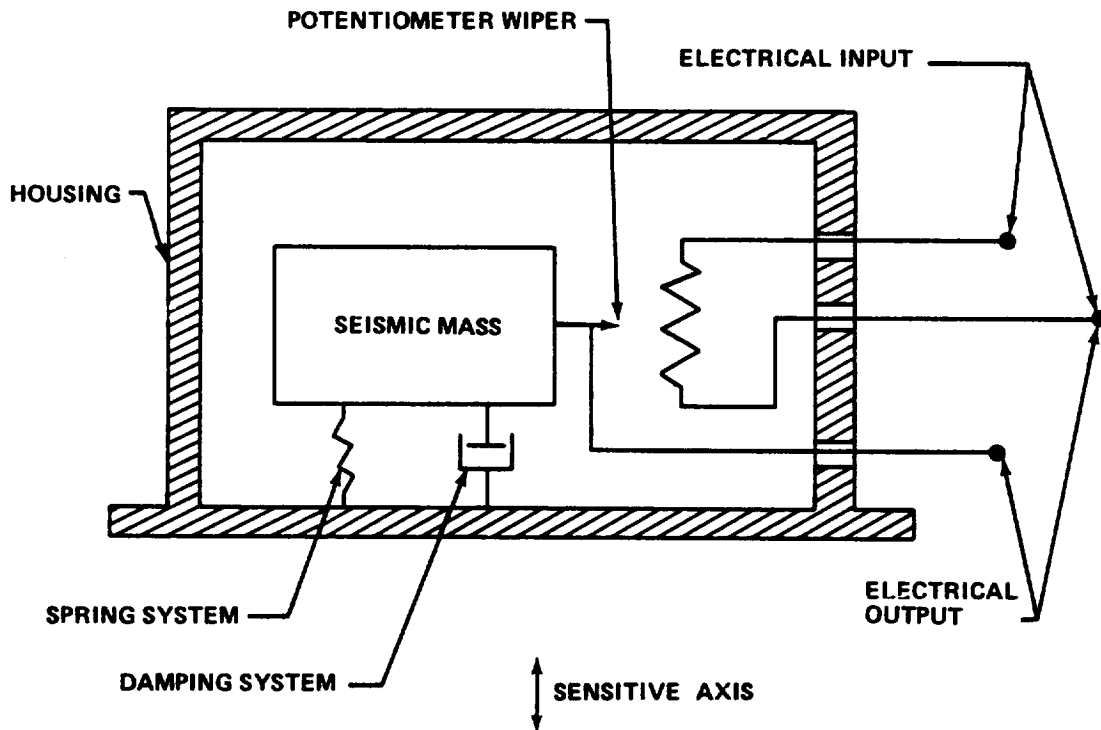 POTENTIOMETER WIPER
ELECTRICAL INPUT
HOUSING
SEISMIC MASS
SPRING SYSTEM
ELECTRICAL
OUTPUT
DAMPING SYSTEM
SENSITIVE AXIS